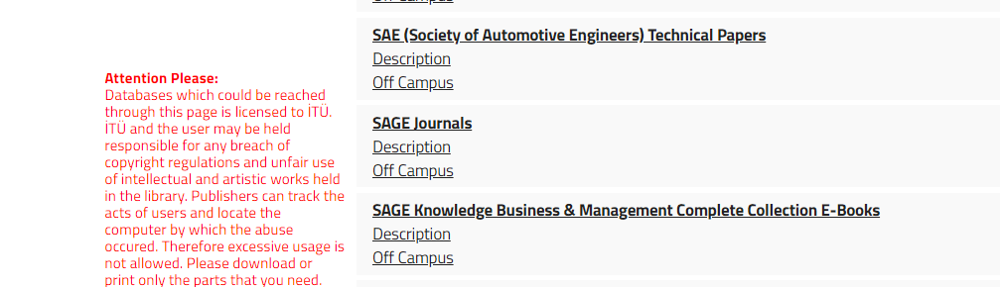 Attention Please:
Databases which could be reached
through this page is licensed to İTÜ.
İTÜ and the user may be held
responsible for any breach of
copyright regulations and unfair use
of intellectual and artistic works held
in the library. Publishers can track the
acts of users and locate the
computer by which the abuse
occured. Therefore excessive usage is
not allowed. Please download or
print only the parts that you need.
Off Campus
SAE (Society of Automotive Engineers) Technical Papers
Description
Off Campus
SAGE Journals
Description
Off Campus
SAGE Knowledge Business & Management Complete Collection E-Books
Description
Off Campus